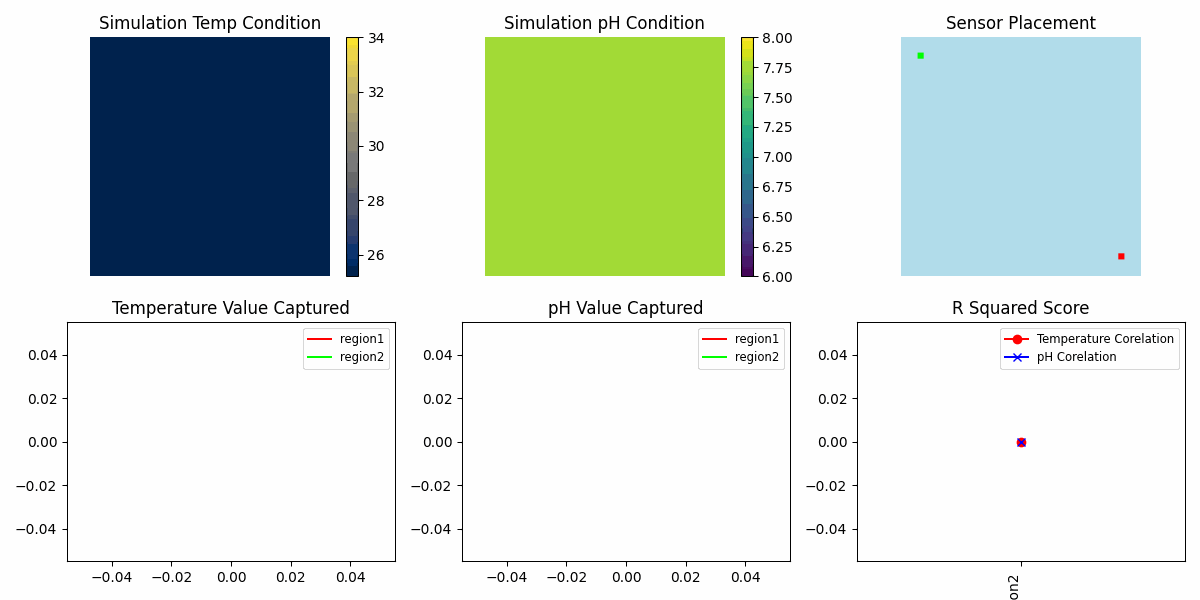 Simulation Temp Condition
34
32
30
28
26
Simulation pH Condition
8.00
7.75
7.50
7.25
7.00
6.75
6.50
6.25
6.00
Sensor Placement
Temperature Value Captured
region1
region2
0.04
0.02
0.00
−0.02
−0.04
−0.04 −0.02 0.00 0.02 0.04
pH Value Captured
region1
region2
0.04
0.02
0.00
−0.02
−0.04
−0.04 −0.02 0.00 0.02 0.04
R Squared Score
Temperature Corelation
pH Corelation
0.04
0.02
0.00
−0.02
−0.04
on2